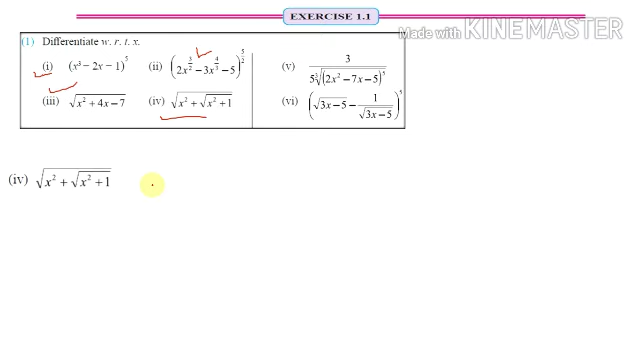 Made with KINEMASTER
EXERCISE 1.1
(1) Differentiate w. r. t. x.
(i) (x³ − 2x − 1)⁵ (ii) (2x^(3/2) − 3x^(4/3) − 5)^(5/2) (v) 3/(5∛(2x² − 7x − 5)⁵)
(iii) √(x² + 4x − 7) (iv) √(x² + √(x² + 1)) (vi) (√(3x − 5) − 1/√(3x − 5))⁵
(iv) √(x² + √(x² + 1))